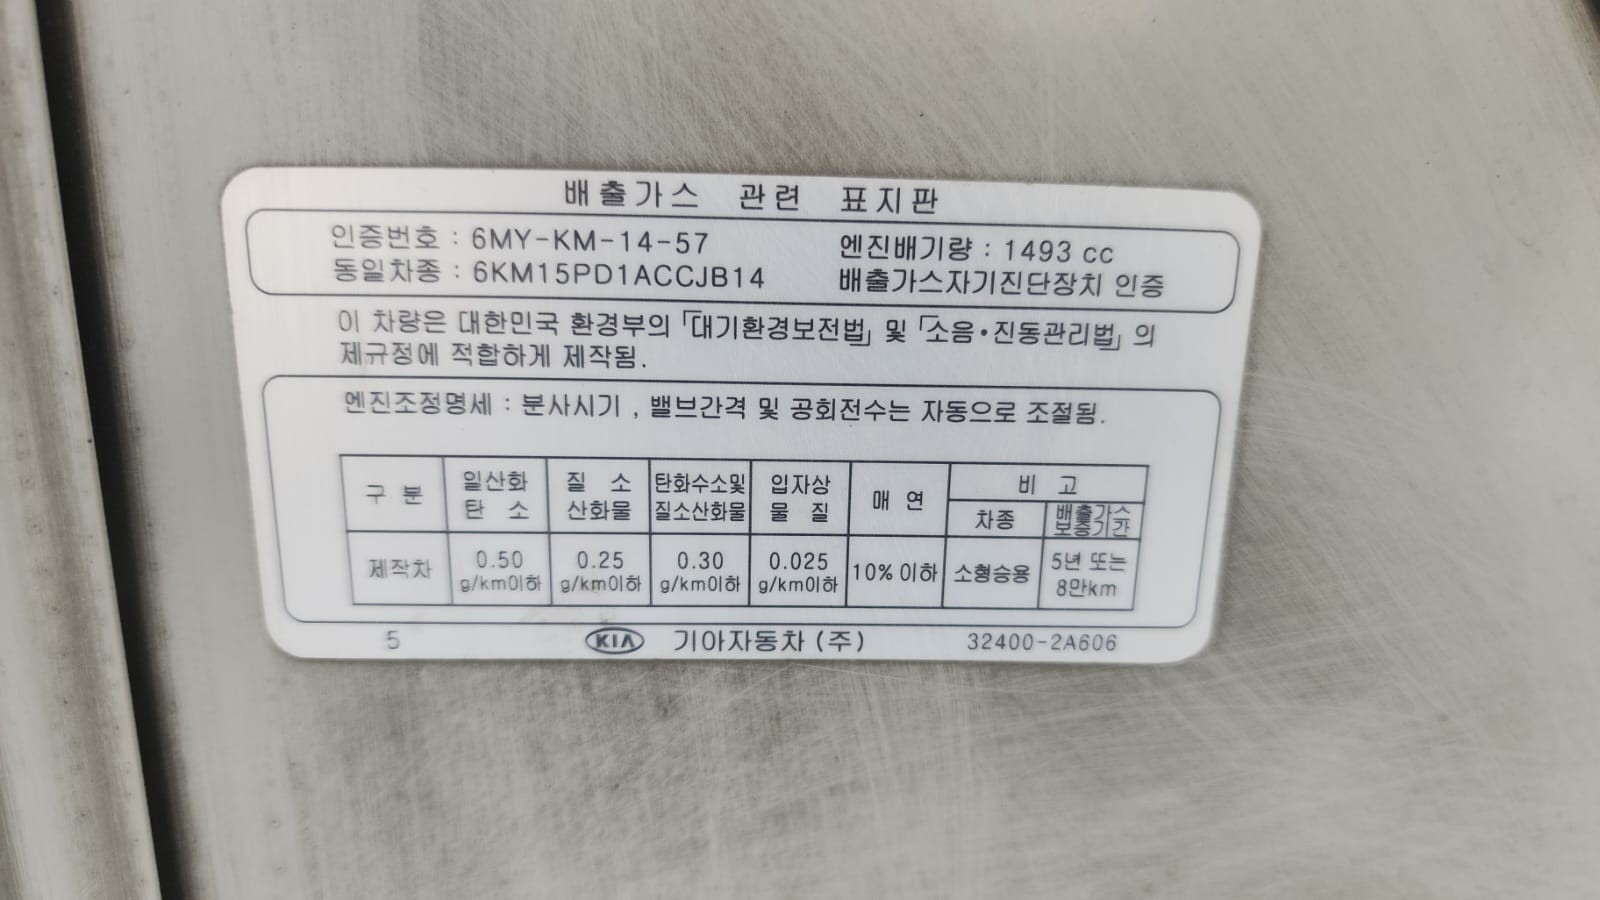 배출가스 관련 표지판
인증번호 : 6MY-KM-14-57 엔진배기량 : 1493 cc
동일차종 : 6KM15PD1ACCJB14 배출가스자기진단장치 인증
이 차량은 대한민국 환경부의 「대기환경보전법」 및 「소음·진동관리법」 의
제규정에 적합하게 제작됨.
엔진조정명세 : 분사시기 , 밸브간격 및 공회전수는 자동으로 조절됨.
구 분 일산화 탄 소 질 소 산화물 탄화수소및 질소산화물 입자상 물 질 매 연 비 고
차종 배출가스 보증기간
제작차 0.50 g/km이하 0.25 g/km이하 0.30 g/km이하 0.025 g/km이하 10% 이하 소형승용 5년 또는 8만km
5 KIA 기아자동차 (주) 32400-2A606